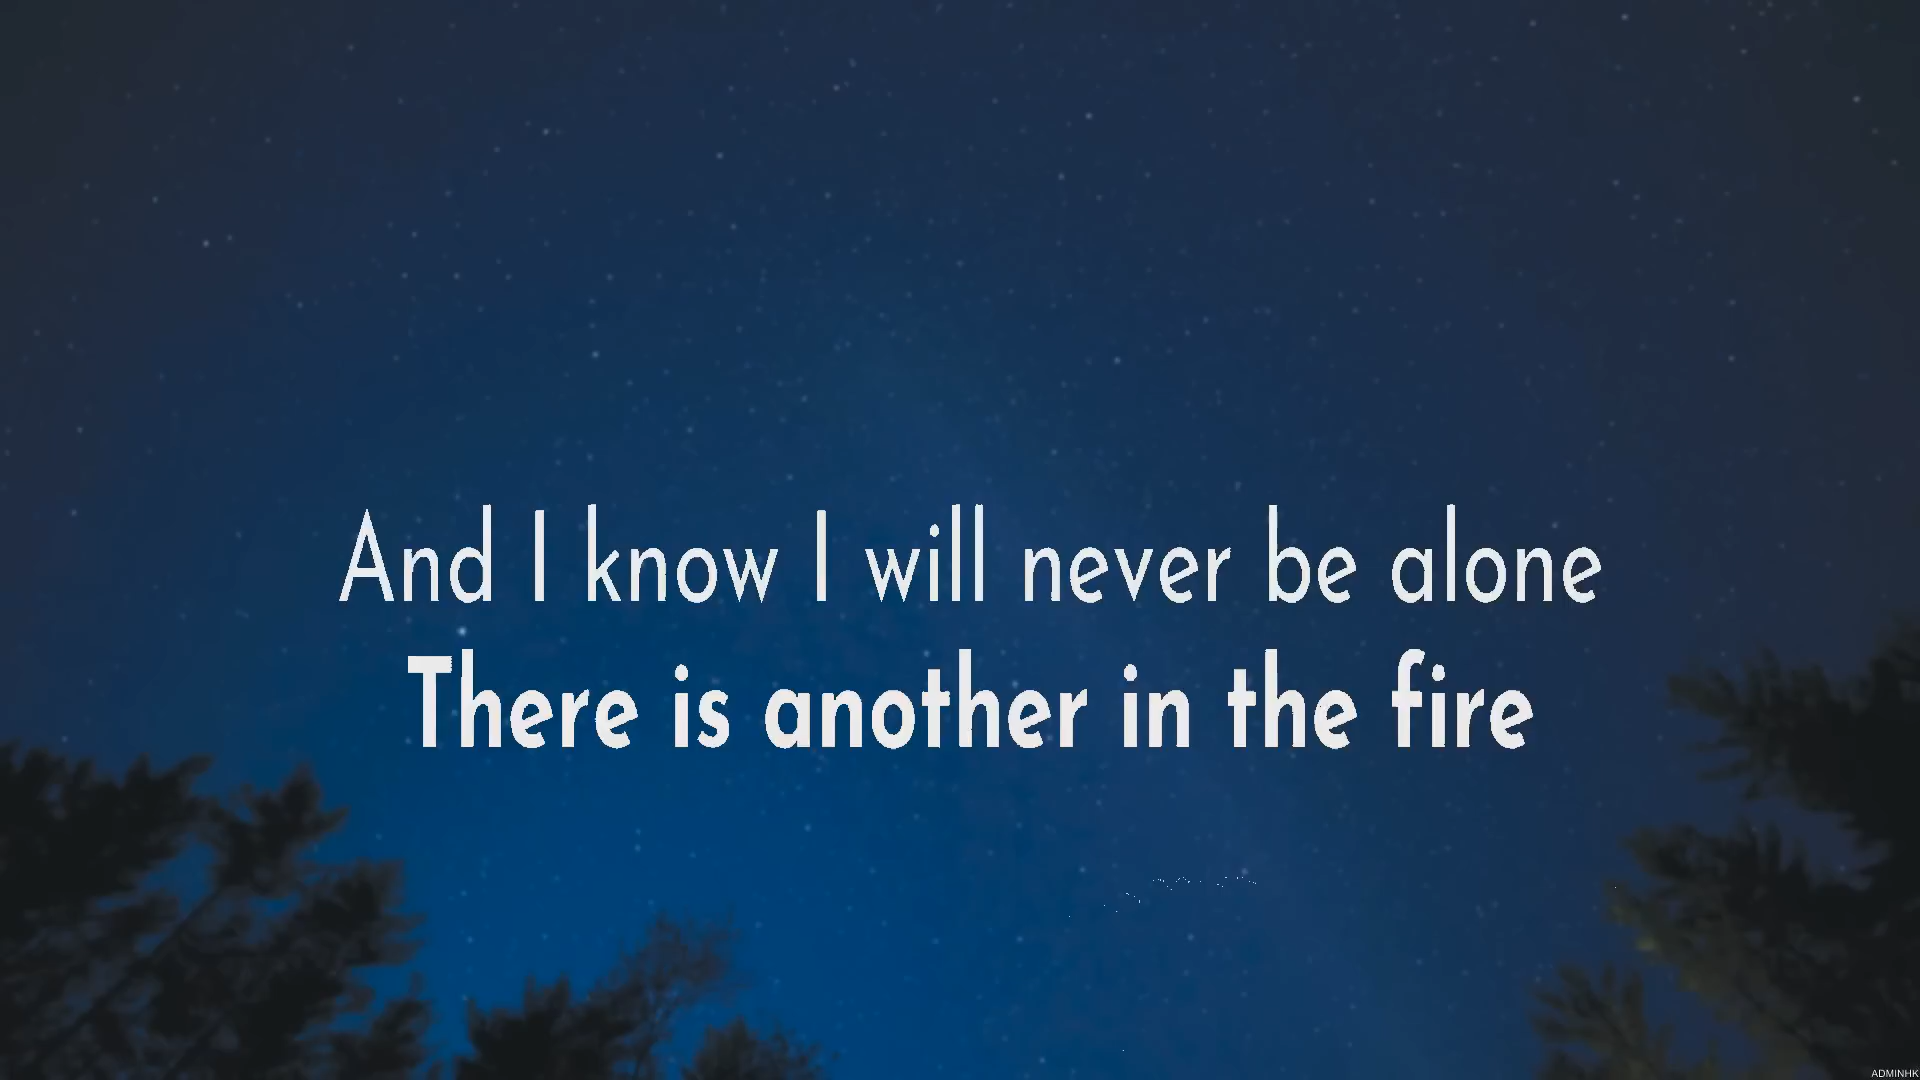 And I know I will never be alone
There is another in the fire
ADMINHK